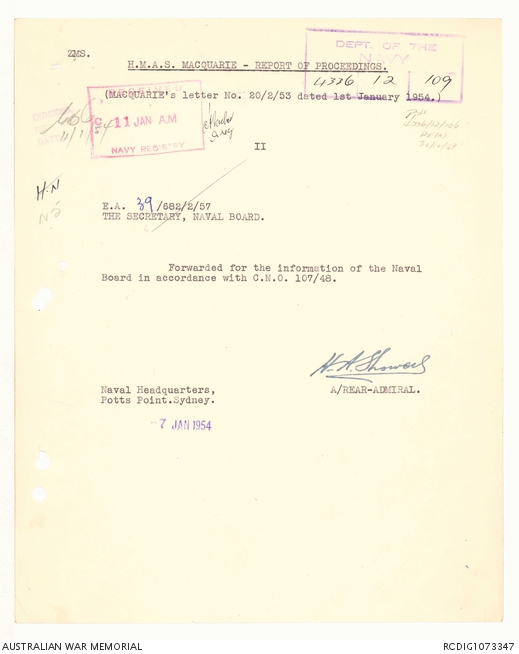 ZMS.
DEPT. OF THE
NAVY
H.M.A.S. MACQUARIE - REPORT OF PROCEEDINGS.
4336 12 109
(MACQUARIE's letter No. 20/2/53 dated 1st January 1954.)
RECEIVED
11 JAN A.M
NAVY REGISTRY
II
H.N
N2
E.A. 39/682/2/57
THE SECRETARY, NAVAL BOARD.
Forwarded for the information of the Naval
Board in accordance with C.N.O. 107/48.
H.A. Showers
Naval Headquarters,
A/REAR-ADMIRAL.
Potts Point.Sydney.
-7 JAN 1954
AUSTRALIAN WAR MEMORIAL
RCDIG1073347